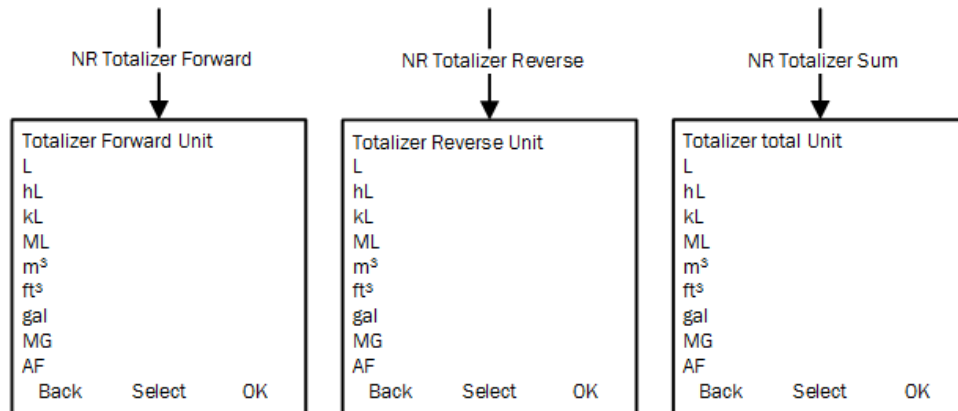 NR Totalizer Forward
NR Totalizer Reverse
NR Totalizer Sum
Totalizer Forward Unit
L
hL
kL
ML
m³
ft³
gal
MG
AF
Back Select OK
Totalizer Reverse Unit
L
hL
kL
ML
m³
ft³
gal
MG
AF
Back Select OK
Totalizer total Unit
L
hL
kL
ML
m³
ft³
gal
MG
AF
Back Select OK